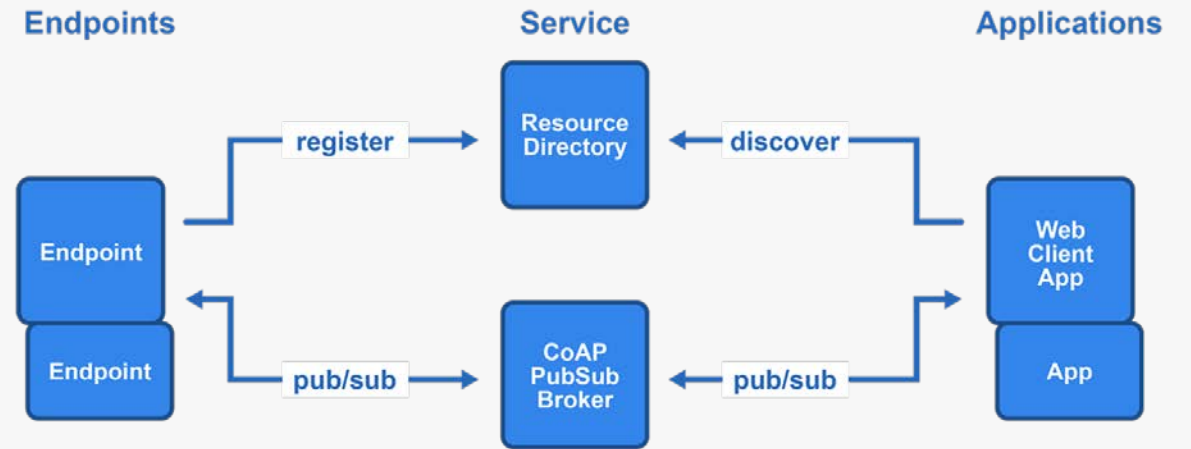 Endpoints
Service
Applications
Resource
Directory
register
discover
Endpoint
Web
Client
App
Endpoint
CoAP
PubSub
Broker
pub/sub
pub/sub
App